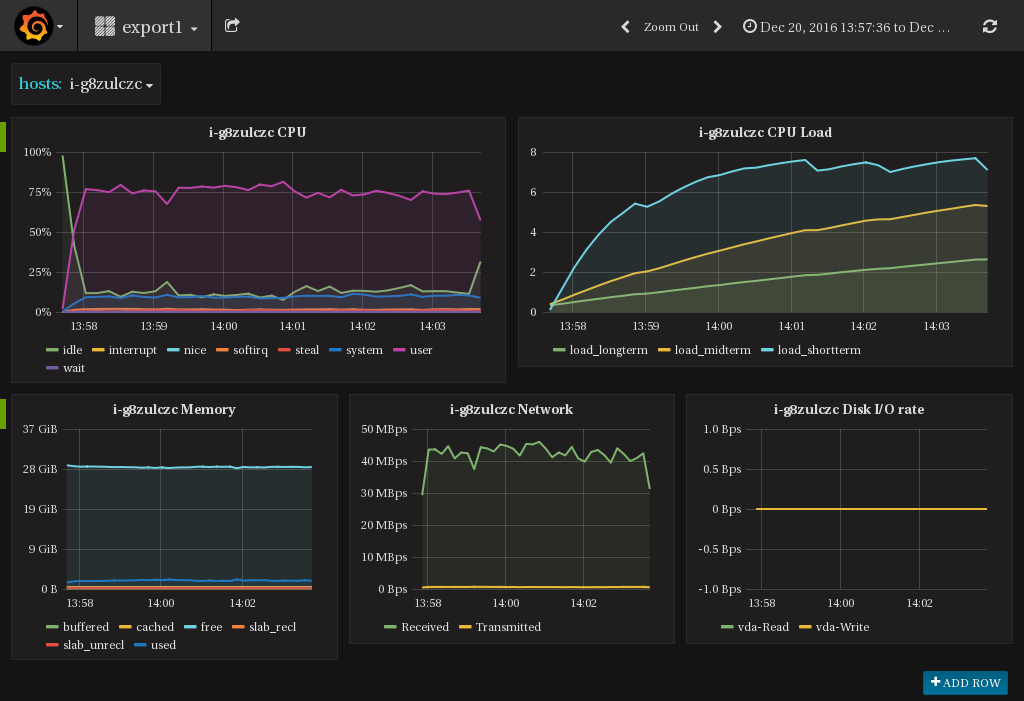 export1
Zoom Out
Dec 20, 2016 13:57:36 to Dec …
hosts: i-g8zulczc
i-g8zulczc CPU
100%
75%
50%
25%
0%
13:58 13:59 14:00 14:01 14:02 14:03
idle interrupt nice softirq steal system user
wait
i-g8zulczc CPU Load
8
6
4
2
0
13:58 13:59 14:00 14:01 14:02 14:03
load_longterm load_midterm load_shortterm
i-g8zulczc Memory
37 GiB
28 GiB
19 GiB
9 GiB
0 B
13:58 14:00 14:02
buffered cached free slab_recl
slab_unrecl used
i-g8zulczc Network
50 MBps
40 MBps
30 MBps
20 MBps
10 MBps
0 Bps
13:58 14:00 14:02
Received Transmitted
i-g8zulczc Disk I/O rate
1.0 Bps
0.5 Bps
0 Bps
-0.5 Bps
-1.0 Bps
13:58 14:00 14:02
vda-Read vda-Write
ADD ROW